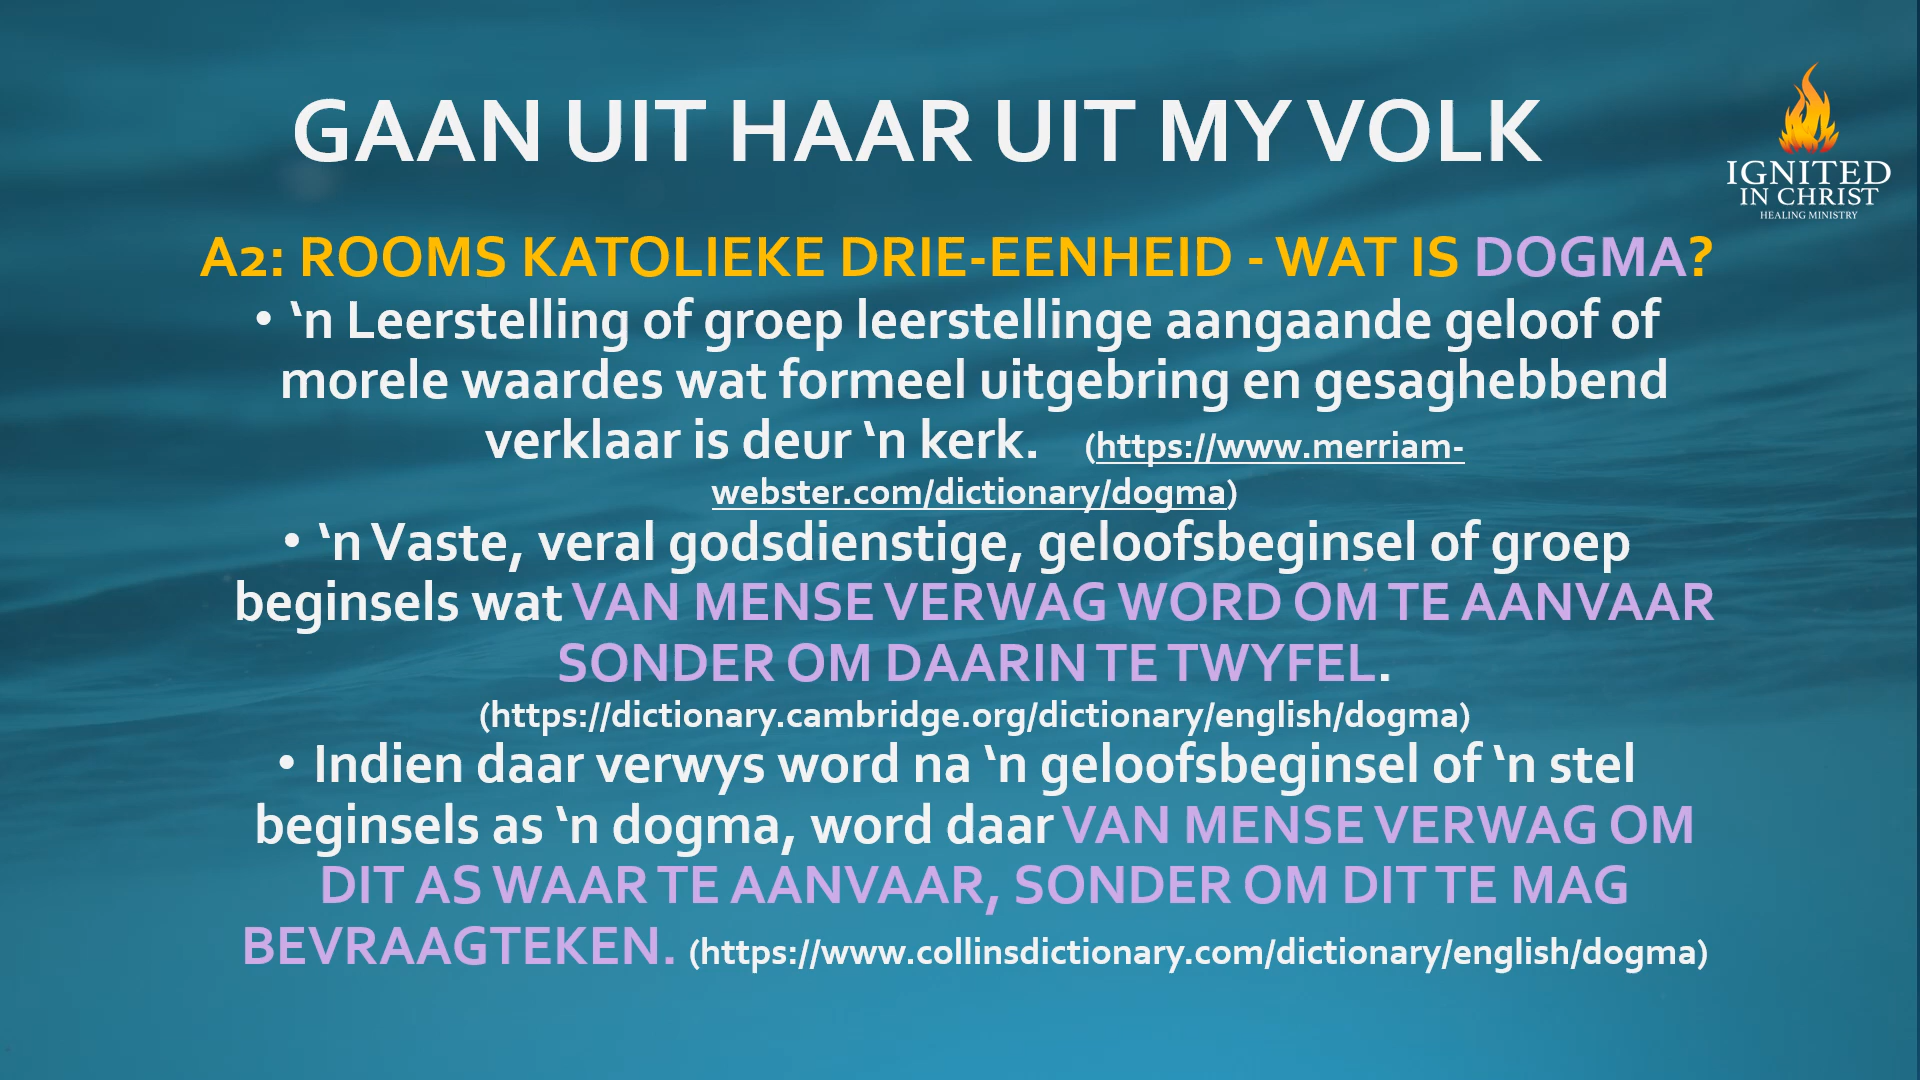 GAAN UIT HAAR UIT MY VOLK
IGNITED
IN CHRIST
HEALING MINISTRY
A2: ROOMS KATOLIEKE DRIE-EENHEID - WAT IS DOGMA?
• ‘n Leerstelling of groep leerstellinge aangaande geloof of
morele waardes wat formeel uitgebring en gesaghebbend
verklaar is deur ‘n kerk. (https://www.merriam-
webster.com/dictionary/dogma)
• ‘n Vaste, veral godsdienstige, geloofsbeginsel of groep
beginsels wat VAN MENSE VERWAG WORD OM TE AANVAAR
SONDER OM DAARIN TE TWYFEL.
(https://dictionary.cambridge.org/dictionary/english/dogma)
• Indien daar verwys word na ‘n geloofsbeginsel of ‘n stel
beginsels as ‘n dogma, word daar VAN MENSE VERWAG OM
DIT AS WAAR TE AANVAAR, SONDER OM DIT TE MAG
BEVRAAGTEKEN. (https://www.collinsdictionary.com/dictionary/english/dogma)